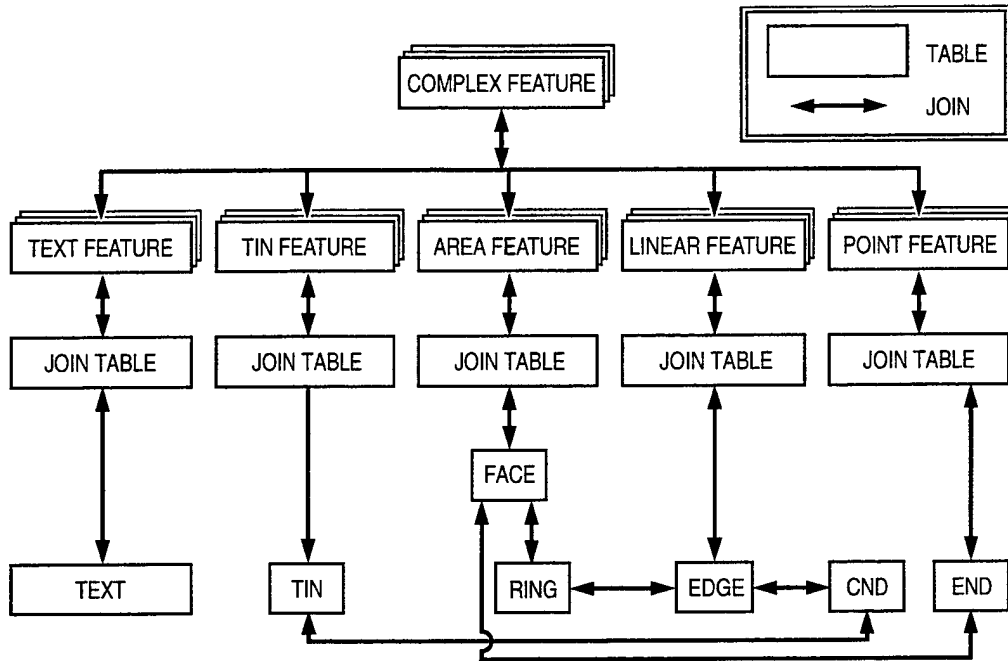 COMPLEX FEATURE
TABLE
JOIN
TEXT FEATURE
TIN FEATURE
AREA FEATURE
LINEAR FEATURE
POINT FEATURE
JOIN TABLE
JOIN TABLE
JOIN TABLE
JOIN TABLE
JOIN TABLE
FACE
TEXT
TIN
RING
EDGE
CND
END